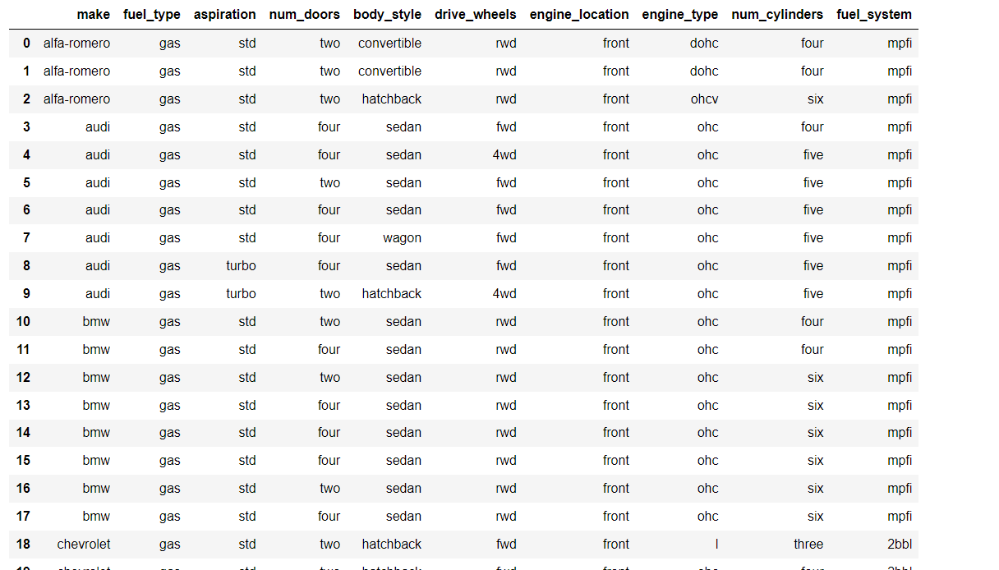 make fuel_type aspiration num_doors body_style drive_wheels engine_location engine_type num_cylinders fuel_system
0 alfa-romero gas std two convertible rwd front dohc four mpfi
1 alfa-romero gas std two convertible rwd front dohc four mpfi
2 alfa-romero gas std two hatchback rwd front ohcv six mpfi
3 audi gas std four sedan fwd front ohc four mpfi
4 audi gas std four sedan 4wd front ohc five mpfi
5 audi gas std two sedan fwd front ohc five mpfi
6 audi gas std four sedan fwd front ohc five mpfi
7 audi gas std four wagon fwd front ohc five mpfi
8 audi gas turbo four sedan fwd front ohc five mpfi
9 audi gas turbo two hatchback 4wd front ohc five mpfi
10 bmw gas std two sedan rwd front ohc four mpfi
11 bmw gas std four sedan rwd front ohc four mpfi
12 bmw gas std two sedan rwd front ohc six mpfi
13 bmw gas std four sedan rwd front ohc six mpfi
14 bmw gas std four sedan rwd front ohc six mpfi
15 bmw gas std four sedan rwd front ohc six mpfi
16 bmw gas std two sedan rwd front ohc six mpfi
17 bmw gas std four sedan rwd front ohc six mpfi
18 chevrolet gas std two hatchback fwd front l three 2bbl